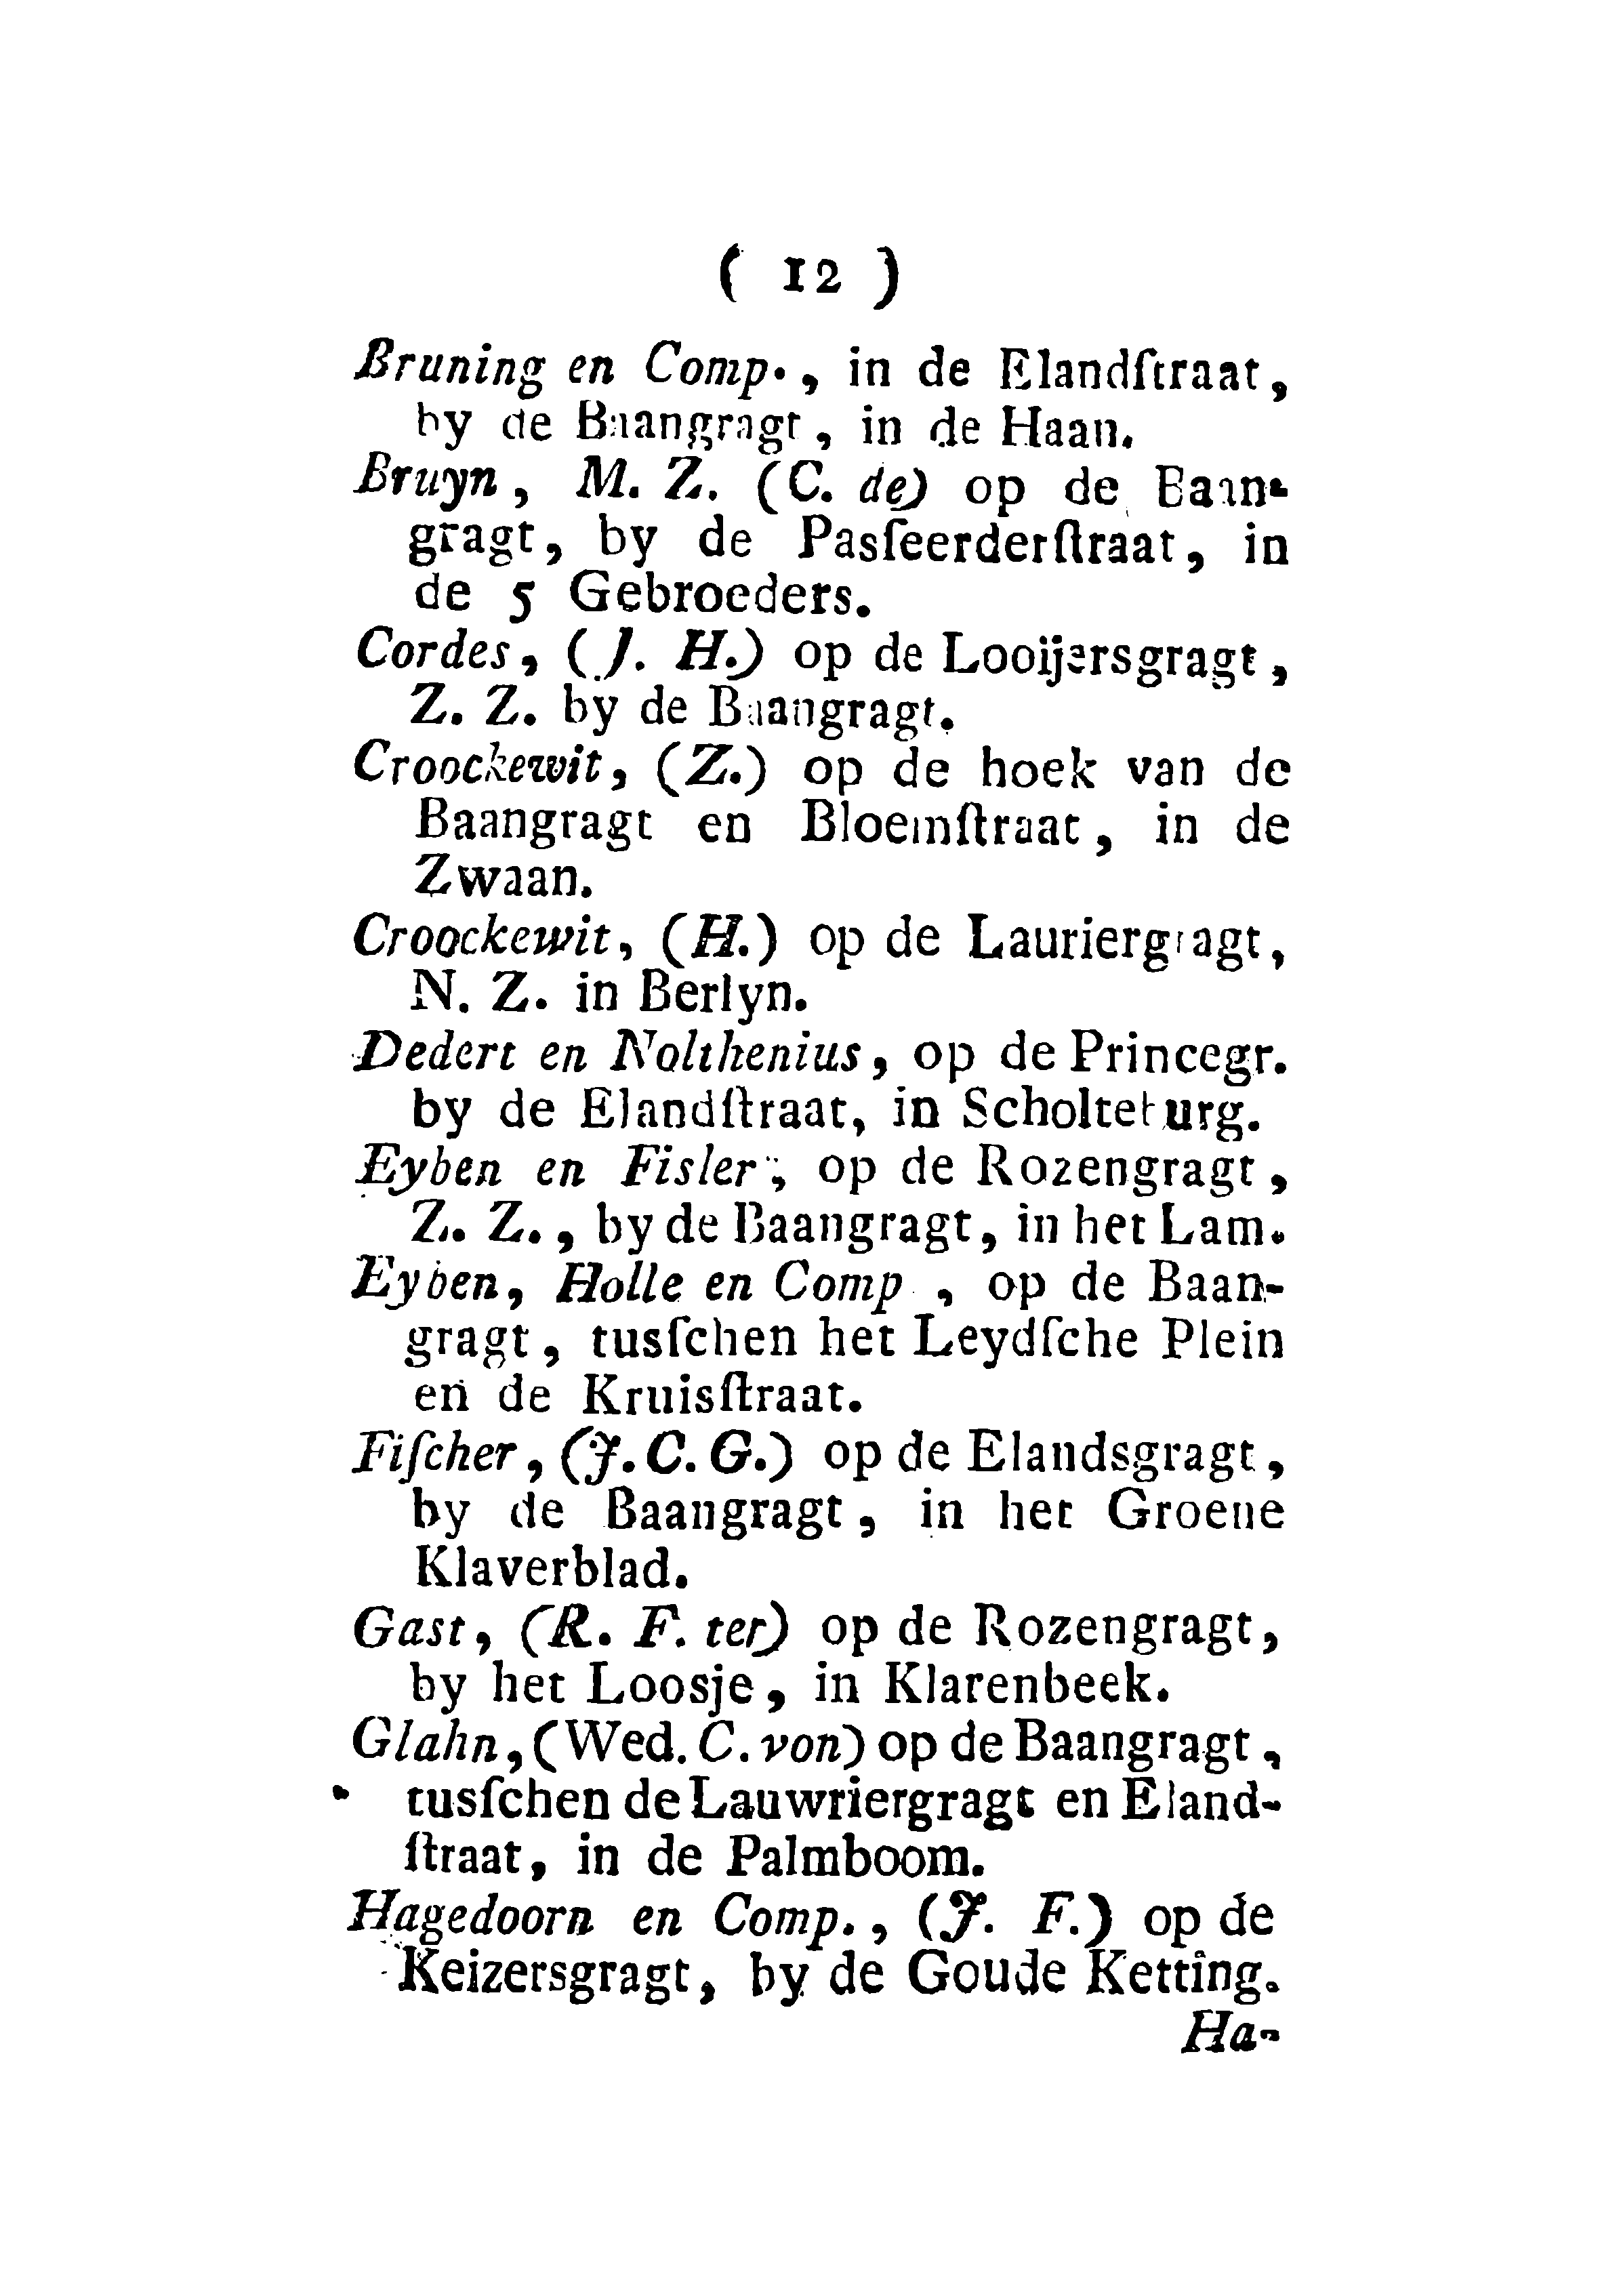 ( 12 )
Bruning en Comp., in de Elandſtraat,
by de Baangragt, in de Haan.
Bruyn, M. Z. (C. de) op de Baan-
gragt, by de Pasſeerderſtraat, in
de 5 Gebroeders.
Cordes, (J. H.) op de Looijersgragt,
Z. Z. by de Baangragt.
Croockewit, (Z.) op de hoek van de
Baangragt en Bloemſtraat, in de
Zwaan.
Croockewit, (H.) op de Lauriergragt,
N. Z. in Berlyn.
Dedert en Nolthenius, op de Princegr.
by de Elandſtraat, in Scholteburg.
Eyben en Fisler, op de Rozengragt,
Z. Z., by de Baangragt, in het Lam.
Eyben, Holle en Comp , op de Baan-
gragt, tusſchen het Leydſche Plein
en de Kruisſtraat.
Fiſcher, (J. C. G.) op de Elandsgragt,
by de Baangragt, in het Groene
Klaverblad.
Gast, (R. F. ter) op de Rozengragt,
by het Loosje, in Klarenbeek.
Glahn, (Wed. C. von) op de Baangragt,
tusſchen de Lauwriergragt en Eland-
ſtraat, in de Palmboom.
Hagedoorn en Comp., (J. F.) op de
Keizersgragt, by de Goude Ketting.
Ha-